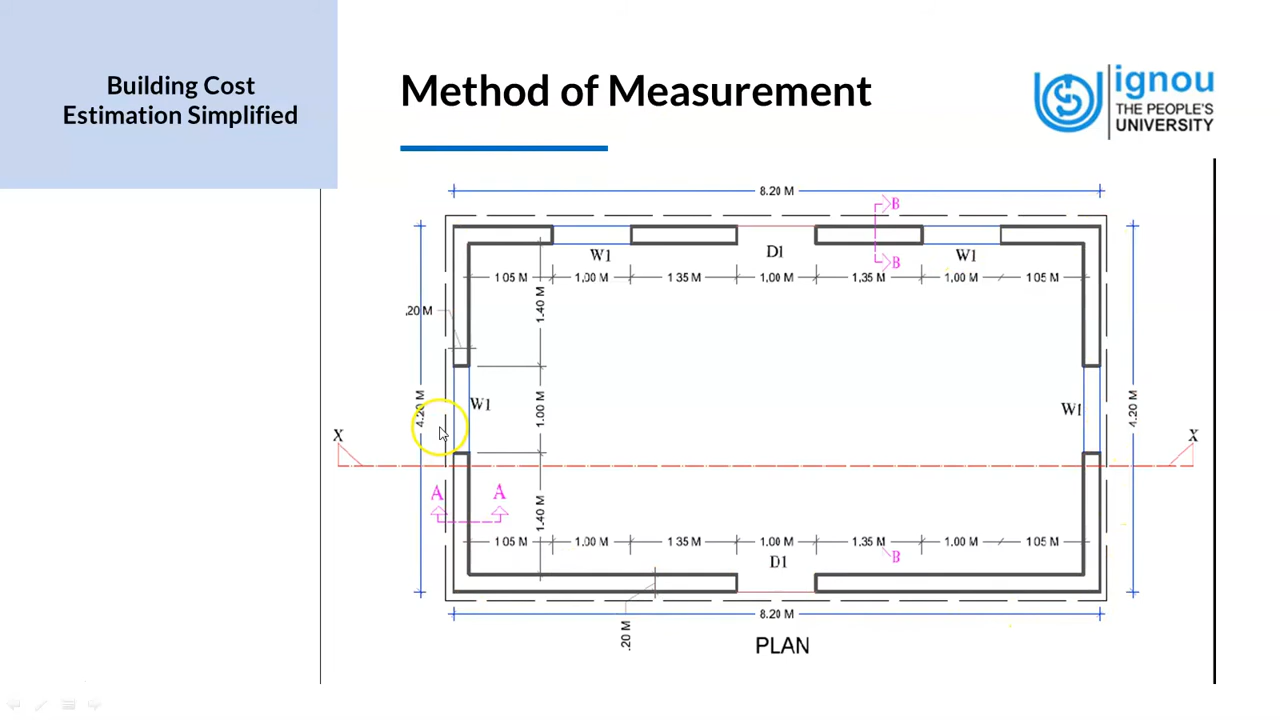 Building Cost
Estimation Simplified
Method of Measurement
ignou
THE PEOPLE'S
UNIVERSITY
8.20 M
B
W1
D1
B
W1
1.05 M
1.00 M
1.35 M
1.00 M
1.35 M
1.00 M
1.05 M
.20 M
1.40 M
4.20 M
W1
1.00 M
W1
4.20 M
X
X
A
A
1.40 M
1.05 M
1.00 M
1.35 M
1.00 M
1.35 M
1.00 M
1.05 M
D1
B
8.20 M
.20 M
PLAN